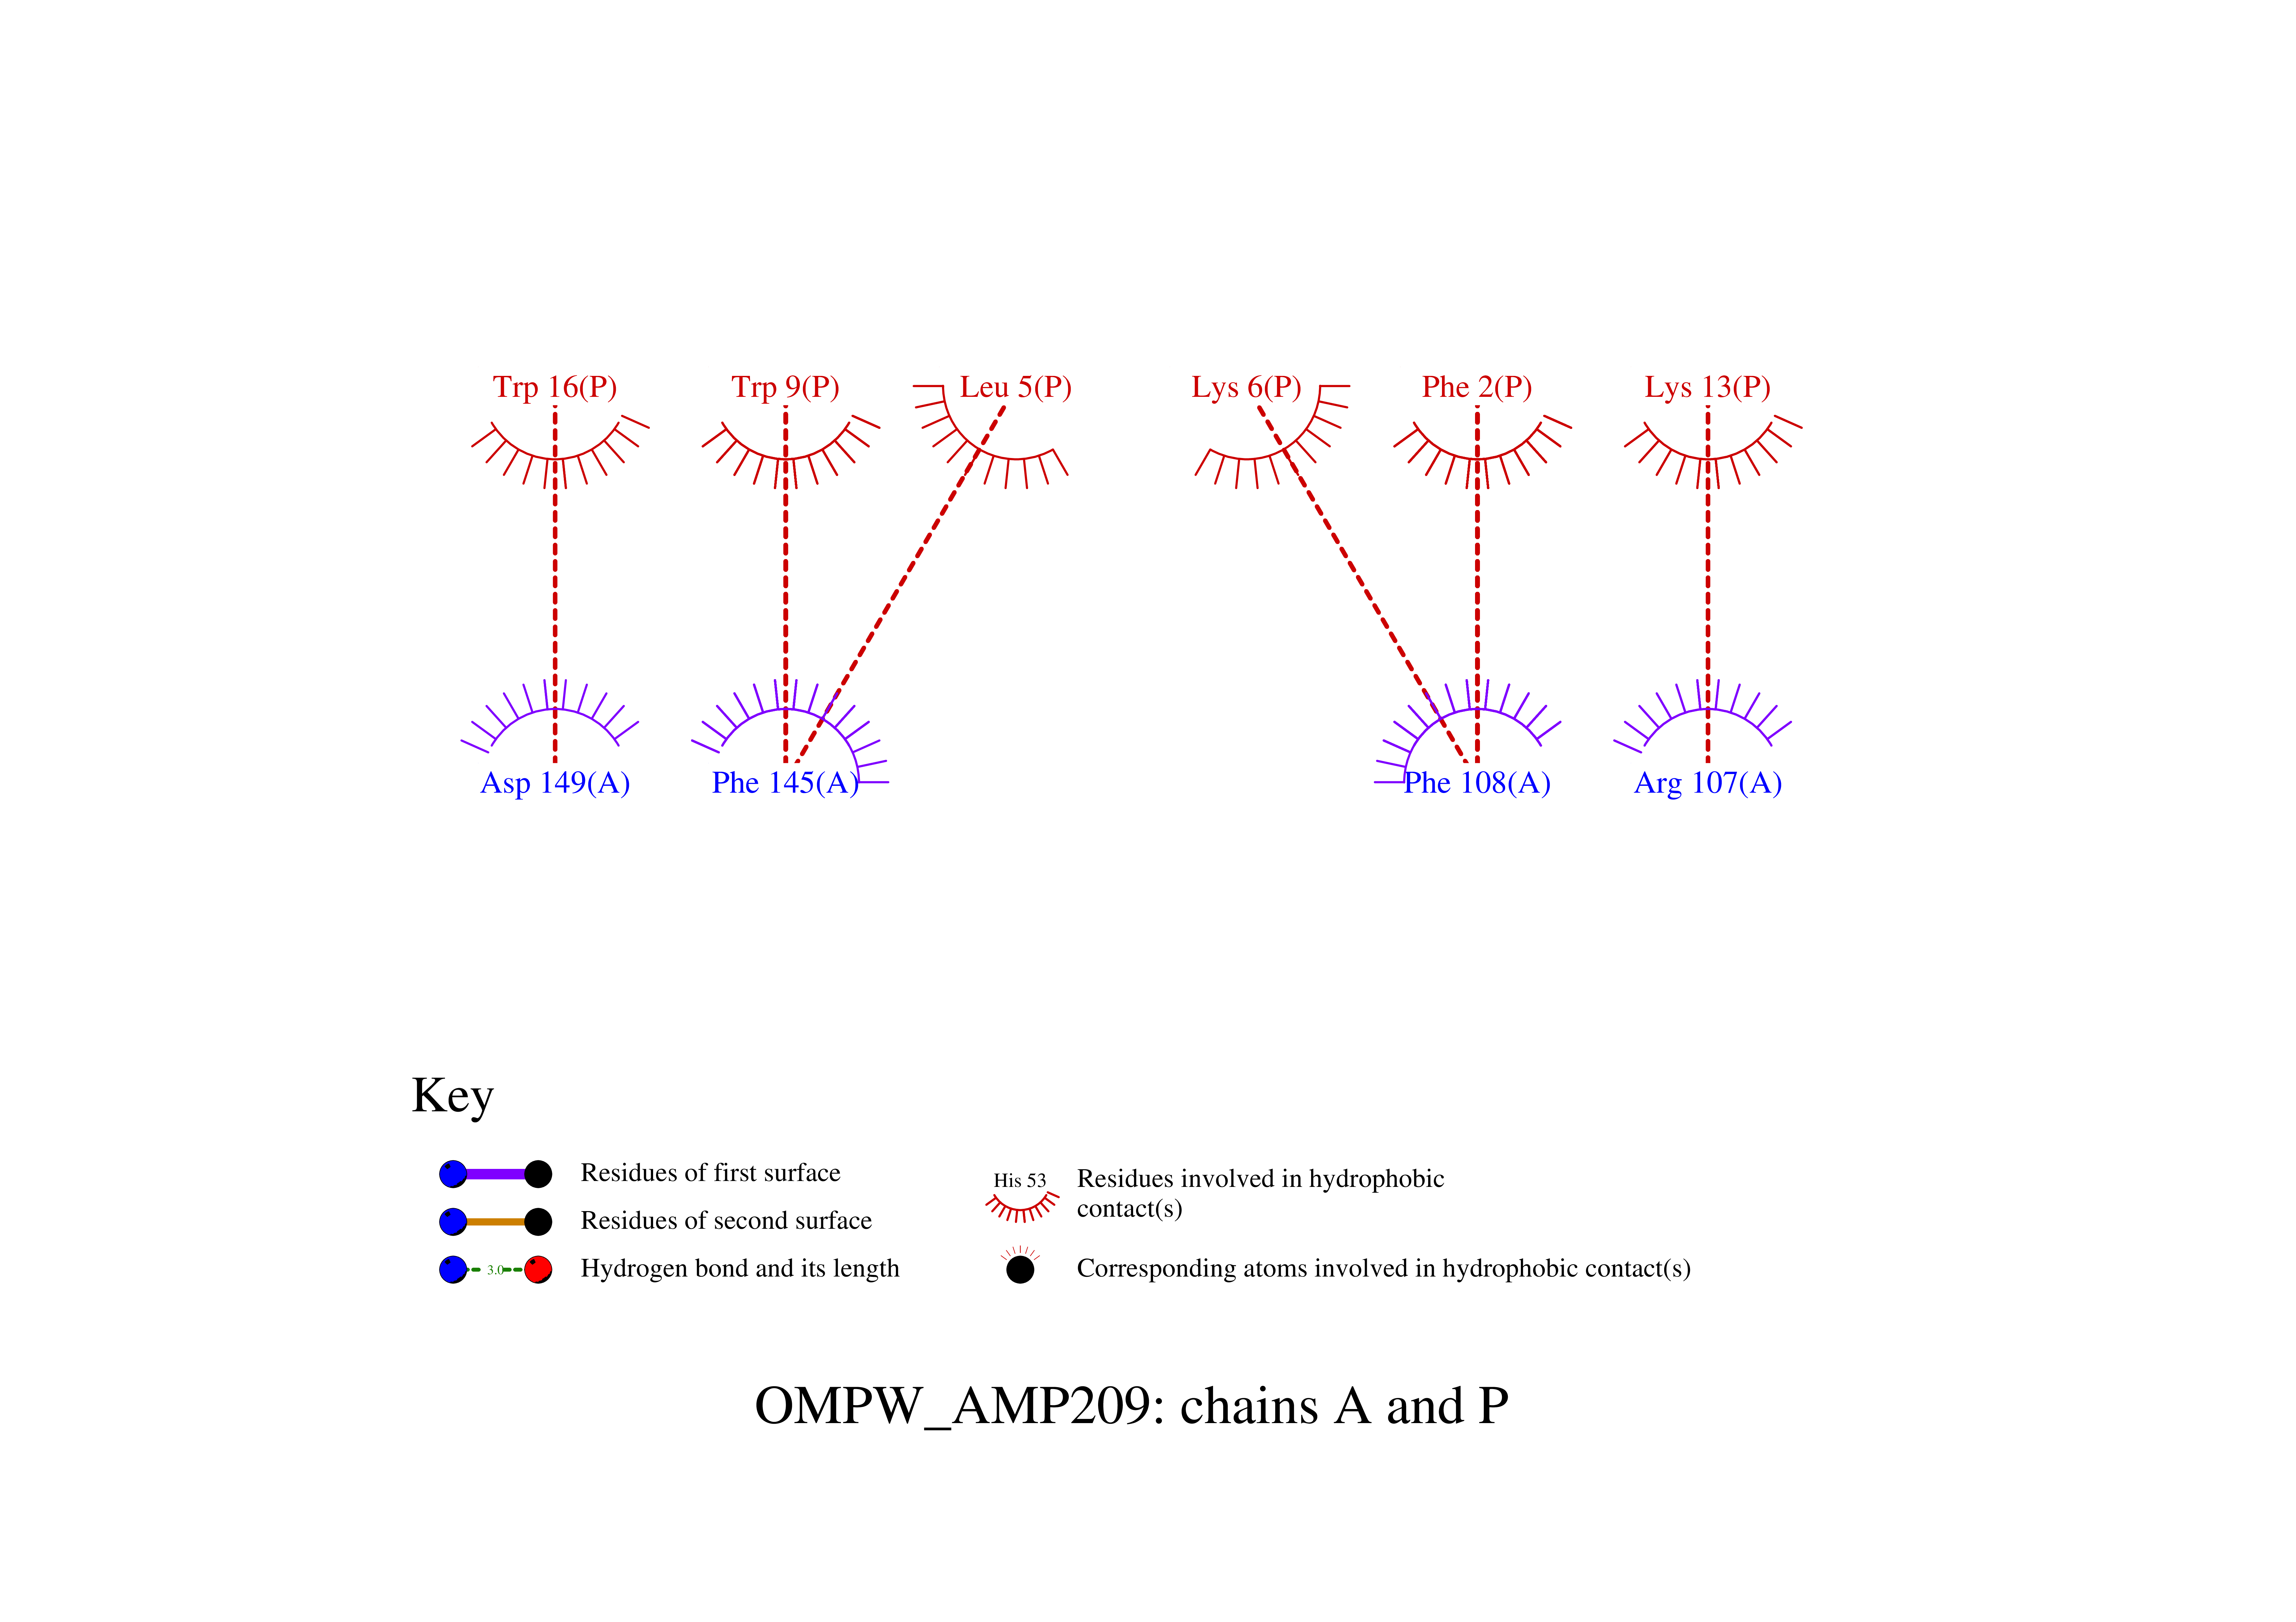 Trp 16(P) Trp 9(P) Leu 5(P) Lys 6(P) Phe 2(P) Lys 13(P)
Asp 149(A) Phe 145(A) Phe 108(A) Arg 107(A)
Key
Residues of first surface
Residues of second surface
3.0 Hydrogen bond and its length
His 53 Residues involved in hydrophobic
contact(s)
Corresponding atoms involved in hydrophobic contact(s)
OMPW_AMP209: chains A and P